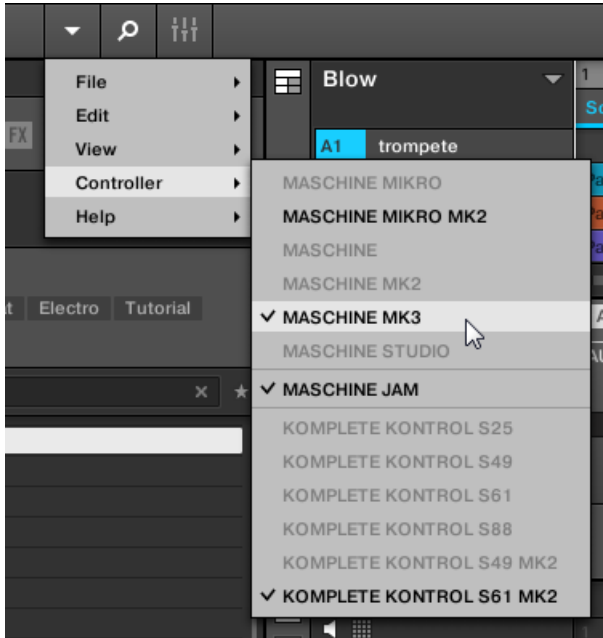 File
Edit
View
Controller
Help
FX
Blow
1
A1 trompete
Electro Tutorial
MASCHINE MIKRO
MASCHINE MIKRO MK2
MASCHINE
MASCHINE MK2
MASCHINE MK3
MASCHINE STUDIO
MASCHINE JAM
KOMPLETE KONTROL S25
KOMPLETE KONTROL S49
KOMPLETE KONTROL S61
KOMPLETE KONTROL S88
KOMPLETE KONTROL S49 MK2
KOMPLETE KONTROL S61 MK2